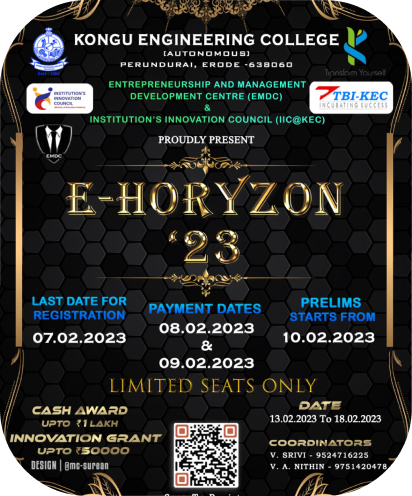 KONGU ENGINEERING COLLEGE
(AUTONOMOUS)
PERUNDURAI, ERODE -638060
Transform Yourself
ENTREPRENEURSHIP AND MANAGEMENT
DEVELOPMENT CENTRE (EMDC)
&
INSTITUTION'S INNOVATION COUNCIL (IIC@KEC)
INSTITUTION'S
INNOVATION
COUNCIL
TBI-KEC
INCUBATING SUCCESS
EMDC
PROUDLY PRESENT
E-HORYZON
'23
LAST DATE FOR
REGISTRATION
07.02.2023
PAYMENT DATES
08.02.2023
&
09.02.2023
PRELIMS
STARTS FROM
10.02.2023
LIMITED SEATS ONLY
CASH AWARD
UPTO ₹1 LAKH
INNOVATION GRANT
UPTO ₹50000
DESIGN | @mc-surean
DATE
13.02.2023 To 18.02.2023
COORDINATORS
V. SRIVI - 9524716225
V. A. NITHIN - 9751420478